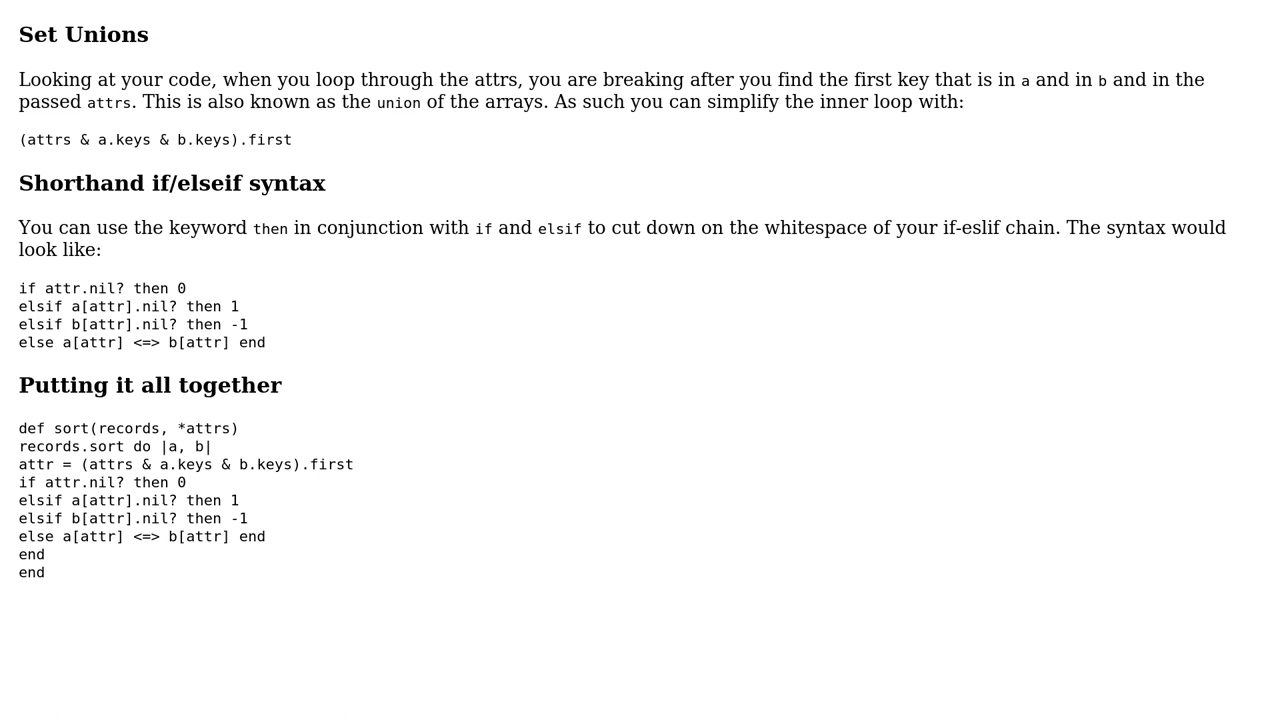 Set Unions
Looking at your code, when you loop through the attrs, you are breaking after you find the first key that is in a and in b and in the
passed attrs. This is also known as the union of the arrays. As such you can simplify the inner loop with:
(attrs & a.keys & b.keys).first
Shorthand if/elseif syntax
You can use the keyword then in conjunction with if and elsif to cut down on the whitespace of your if-eslif chain. The syntax would
look like:
if attr.nil? then 0
elsif a[attr].nil? then 1
elsif b[attr].nil? then -1
else a[attr] <=> b[attr] end
Putting it all together
def sort(records, *attrs)
records.sort do |a, b|
attr = (attrs & a.keys & b.keys).first
if attr.nil? then 0
elsif a[attr].nil? then 1
elsif b[attr].nil? then -1
else a[attr] <=> b[attr] end
end
end